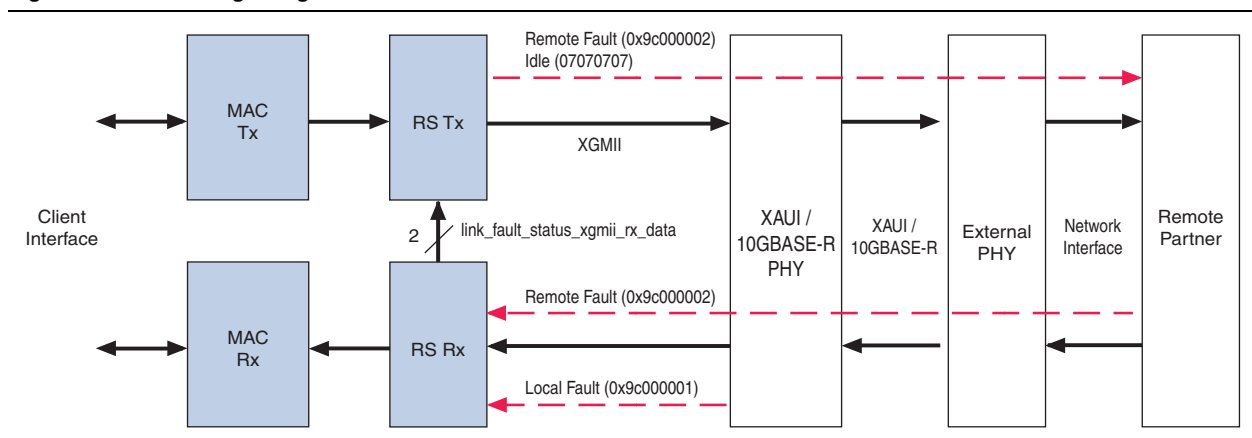 Remote Fault (0x9c000002)
Idle (07070707)
MAC
Tx
RS Tx
XGMII
Client
Interface
2
link_fault_status_xgmii_rx_data
XAUI /
10GBASE-R
PHY
XAUI /
10GBASE-R
External
PHY
Network
Interface
Remote
Partner
Remote Fault (0x9c000002)
MAC
Rx
RS Rx
Local Fault (0x9c000001)